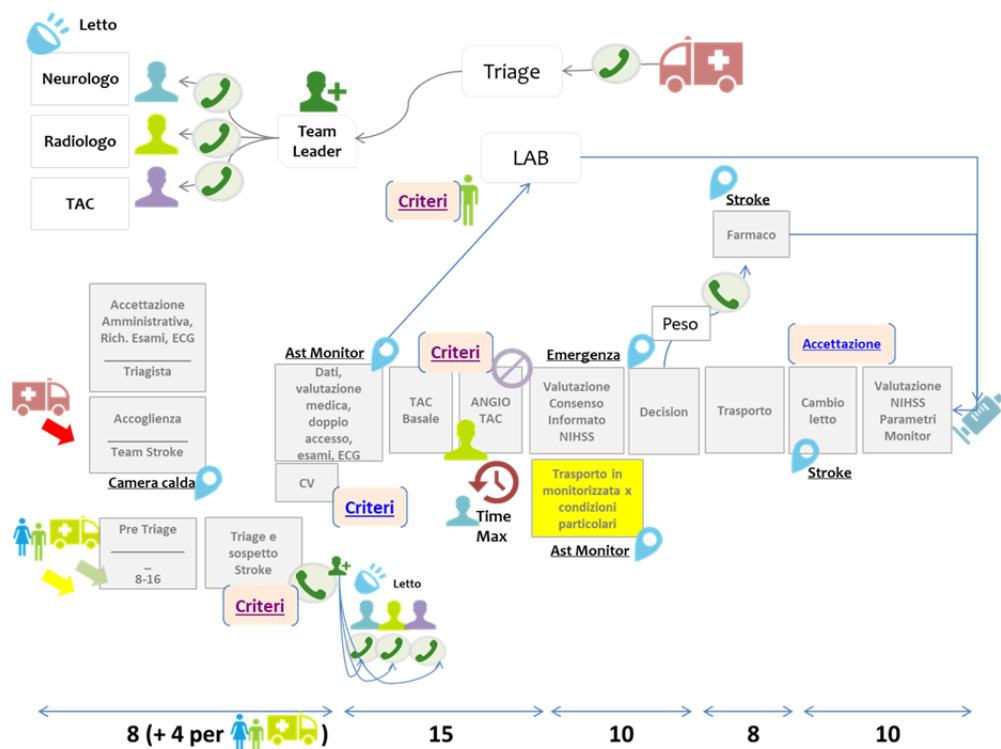 Letto
Neurologo
Radiologo
TAC
Team
Leader
Triage
LAB
Criteri
Stroke
Farmaco
Peso
Accettazione
Amministrativa,
Rich. Esami, ECG
Triagista
Accoglienza
Team Stroke
Camera calda
Ast Monitor
Dati,
valutazione
medica,
doppio
accesso,
esami, ECG
CV
Criteri
TAC
Basale
Criteri
ANGIO
TAC
Time
Max
Emergenza
Valutazione
Consenso
Informato
NIHSS
Decision
Trasporto in
monitorizzata x
condizioni
particolari
Ast Monitor
Trasporto
Accettazione
Cambio
letto
Stroke
Valutazione
NIHSS
Parametri
Monitor
Pre Triage
_
8-16
Triage e
sospetto
Stroke
Criteri
Letto
8 (+ 4 per )
15
10
8
10